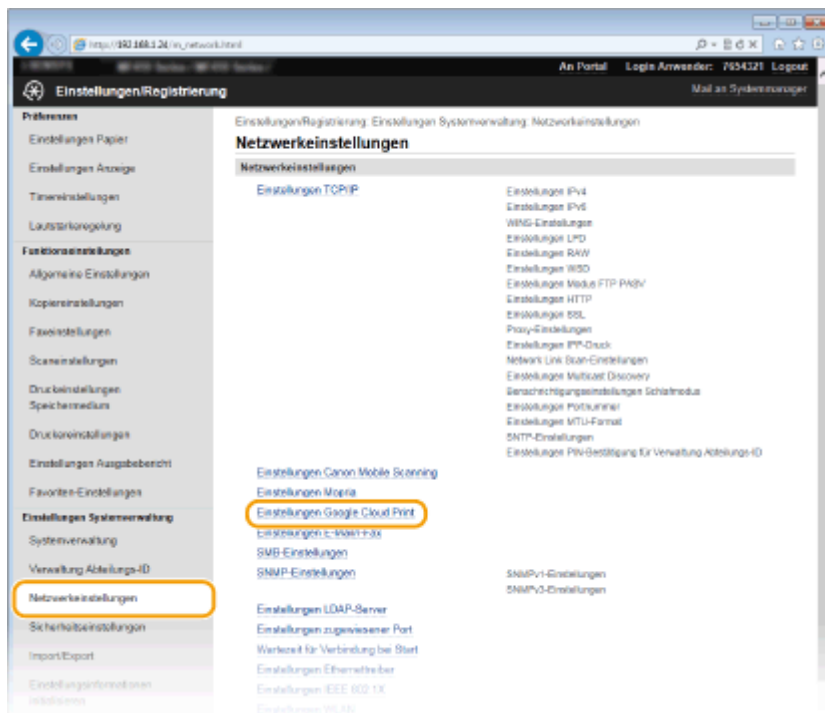 http://192.168.1.24/m_network.html
An Portal Login Anwender: 7654321 Logout
Einstellungen/Registrierung
Mail an Systemmanager
Präferenzen
Einstellungen Papier
Einstellungen Anzeige
Timereinstellungen
Lautstärkeregelung
Funktionseinstellungen
Allgemeine Einstellungen
Kopiereinstellungen
Faxeinstellungen
Scaneinstellungen
Druckeinstellungen
Speichermedium
Druckereinstellungen
Einstellungen Ausgabebericht
Favoriten-Einstellungen
Einstellungen Systemverwaltung
Systemverwaltung
Verwaltung Abteilungs-ID
Netzwerkeinstellungen
Sicherheitseinstellungen
Import/Export
Einstellungsinformationen
initialisieren
Einstellungen/Registrierung: Einstellungen Systemverwaltung: Netzwerkeinstellungen
Netzwerkeinstellungen
Netzwerkeinstellungen
Einstellungen TCP/IP
Einstellungen IPv4
Einstellungen IPv6
WINS-Einstellungen
Einstellungen LPD
Einstellungen RAW
Einstellungen WSD
Einstellungen Modus FTP PASV
Einstellungen HTTP
Einstellungen SSL
Proxy-Einstellungen
Einstellungen IPP-Druck
Network Link Scan-Einstellungen
Einstellungen Multicast Discovery
Benachrichtigungseinstellungen Schlafmodus
Einstellungen Portnummer
Einstellungen MTU-Format
SNTP-Einstellungen
Einstellungen PIN-Bestätigung für Verwaltung Abteilungs-ID
Einstellungen Canon Mobile Scanning
Einstellungen Mopria
Einstellungen Google Cloud Print
Einstellungen E-Mail/I-Fax
SMB-Einstellungen
SNMP-Einstellungen
SNMPv1-Einstellungen
SNMPv3-Einstellungen
Einstellungen LDAP-Server
Einstellungen zugewiesener Port
Wartezeit für Verbindung bei Start
Einstellungen Ethernettreiber
Einstellungen IEEE 802.1X
Einstellungen WLAN